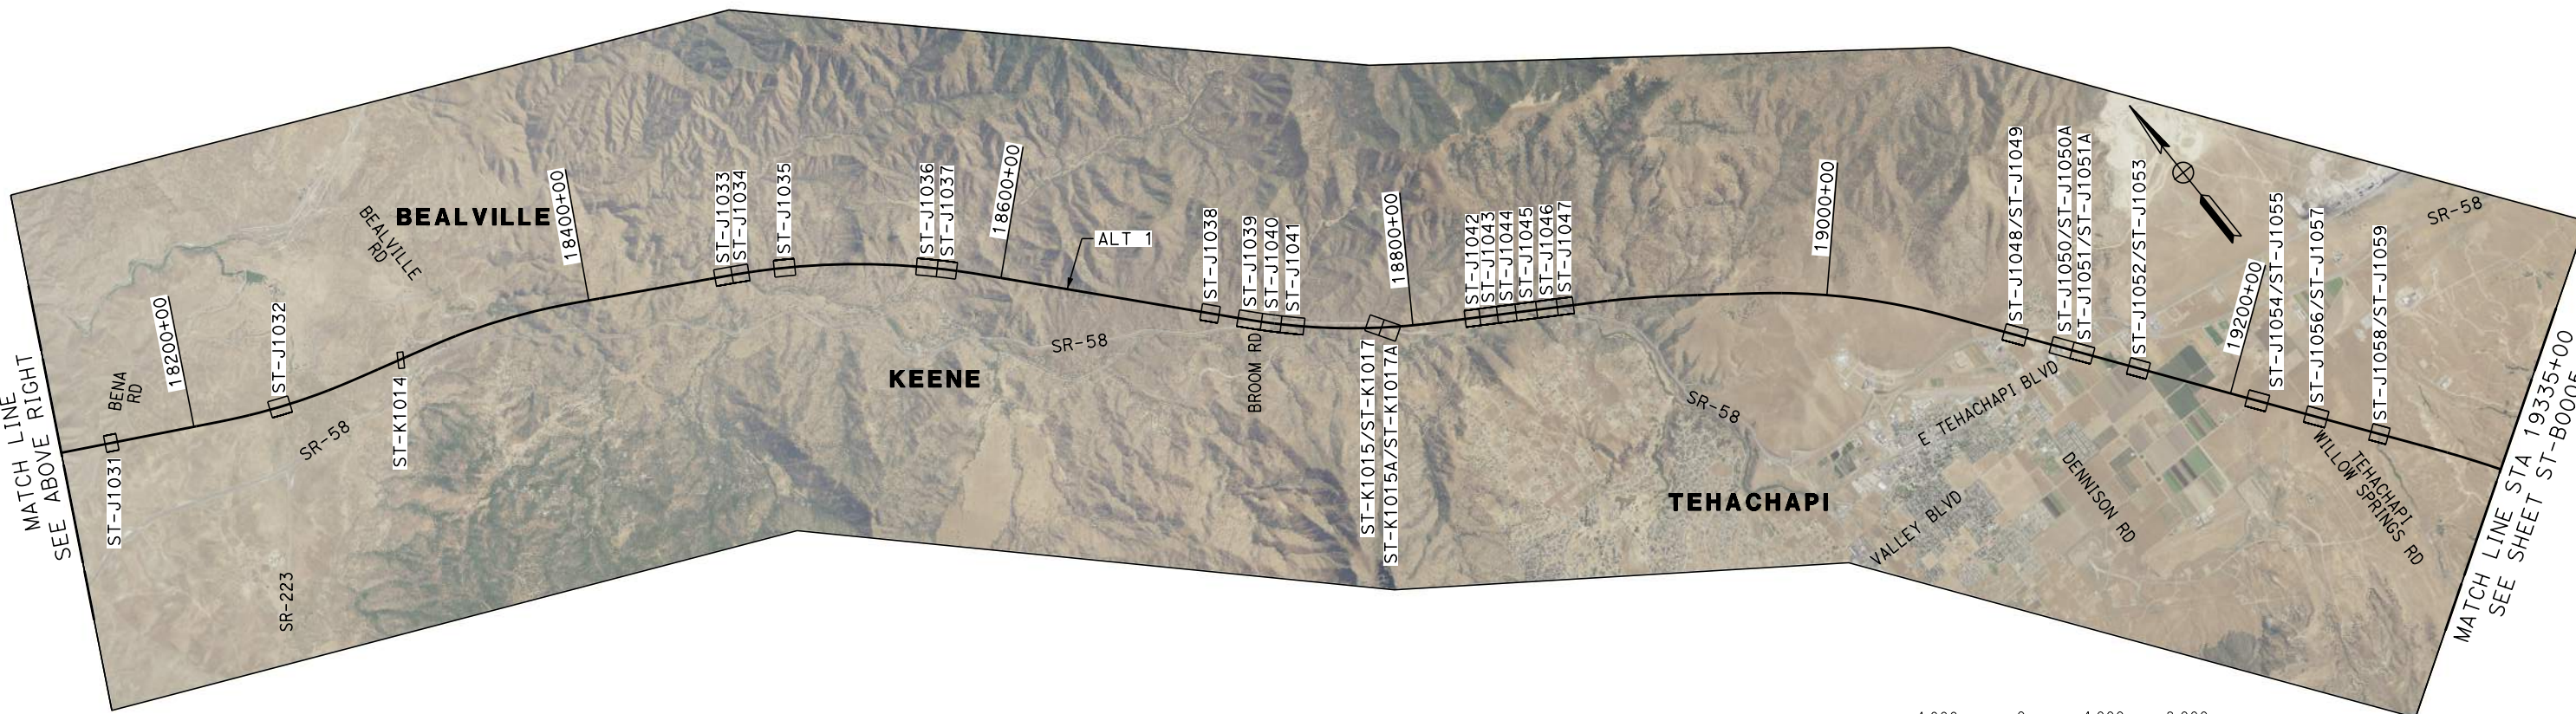 MATCH LINE
SEE ABOVE RIGHT
BENA
RD
ST-J1031
18200+00
ST-J1032
SR-58
SR-223
BEALVILLE
RD
BEALVILLE
ST-K1014
18400+00
ST-J1033
ST-J1034
ST-J1035
ST-J1036
ST-J1037
KEENE
18600+00
ALT 1
SR-58
ST-J1038
ST-J1039
ST-J1040
ST-J1041
BROOM RD
ST-K1015/ST-K1017
ST-K1015A/ST-K1017A
18800+00
ST-J1042
ST-J1043
ST-J1044
ST-J1045
ST-J1046
ST-J1047
SR-58
TEHACHAPI
19000+00
E TEHACHAPI BLVD
VALLEY BLVD
DENNISON RD
ST-J1048/ST-J1049
ST-J1050/ST-J1050A
ST-J1051/ST-J1051A
ST-J1052/ST-J1053
19200+00
ST-J1054/ST-J1055
ST-J1056/ST-J1057
ST-J1058/ST-J1059
SR-58
TEHACHAPI
WILLOW SPRINGS RD
MATCH LINE STA 19335+00
SEE SHEET ST-B0005